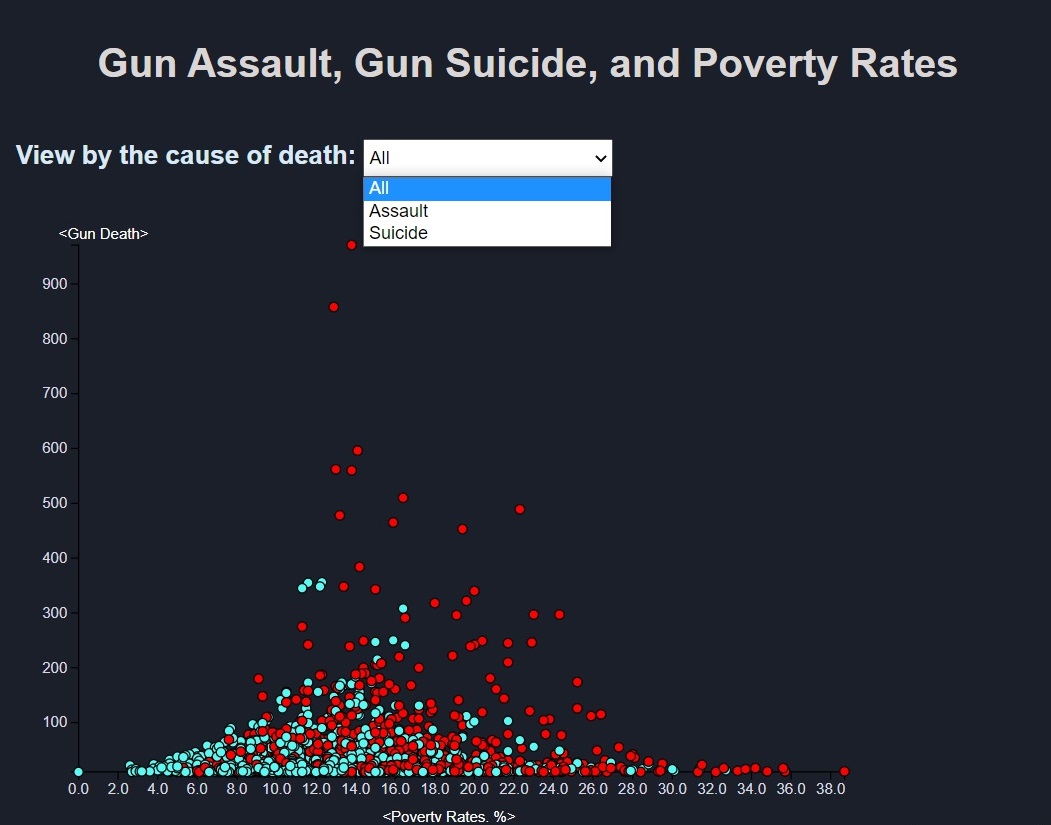 Gun Assault, Gun Suicide, and Poverty Rates
View by the cause of death: All
All
Assault
Suicide
<Gun Death>
900
800
700
600
500
400
300
200
100
0.0 2.0 4.0 6.0 8.0 10.0 12.0 14.0 16.0 18.0 20.0 22.0 24.0 26.0 28.0 30.0 32.0 34.0 36.0 38.0
<Poverty Rates, %>